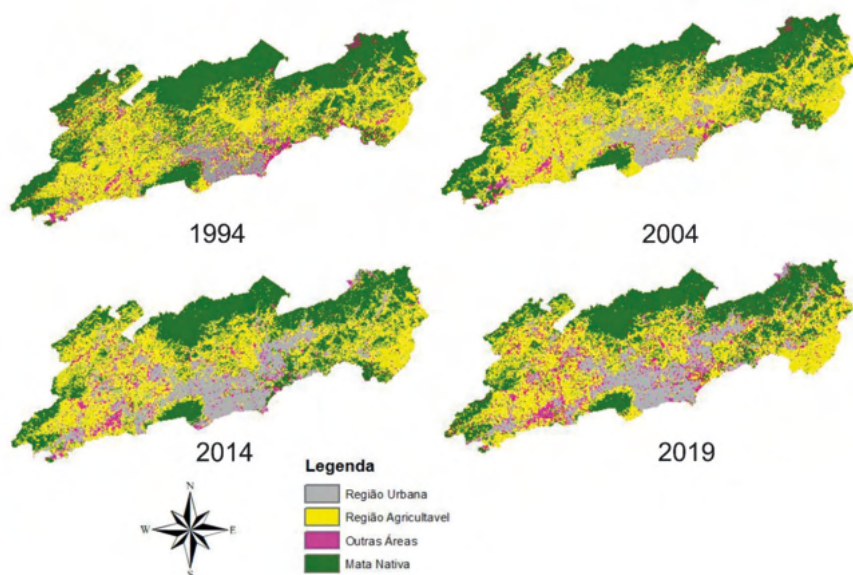 1994
2004
2014
2019
Legenda
Região Urbana
Região Agricultavel
Outras Áreas
Mata Nativa
N
W
E
S